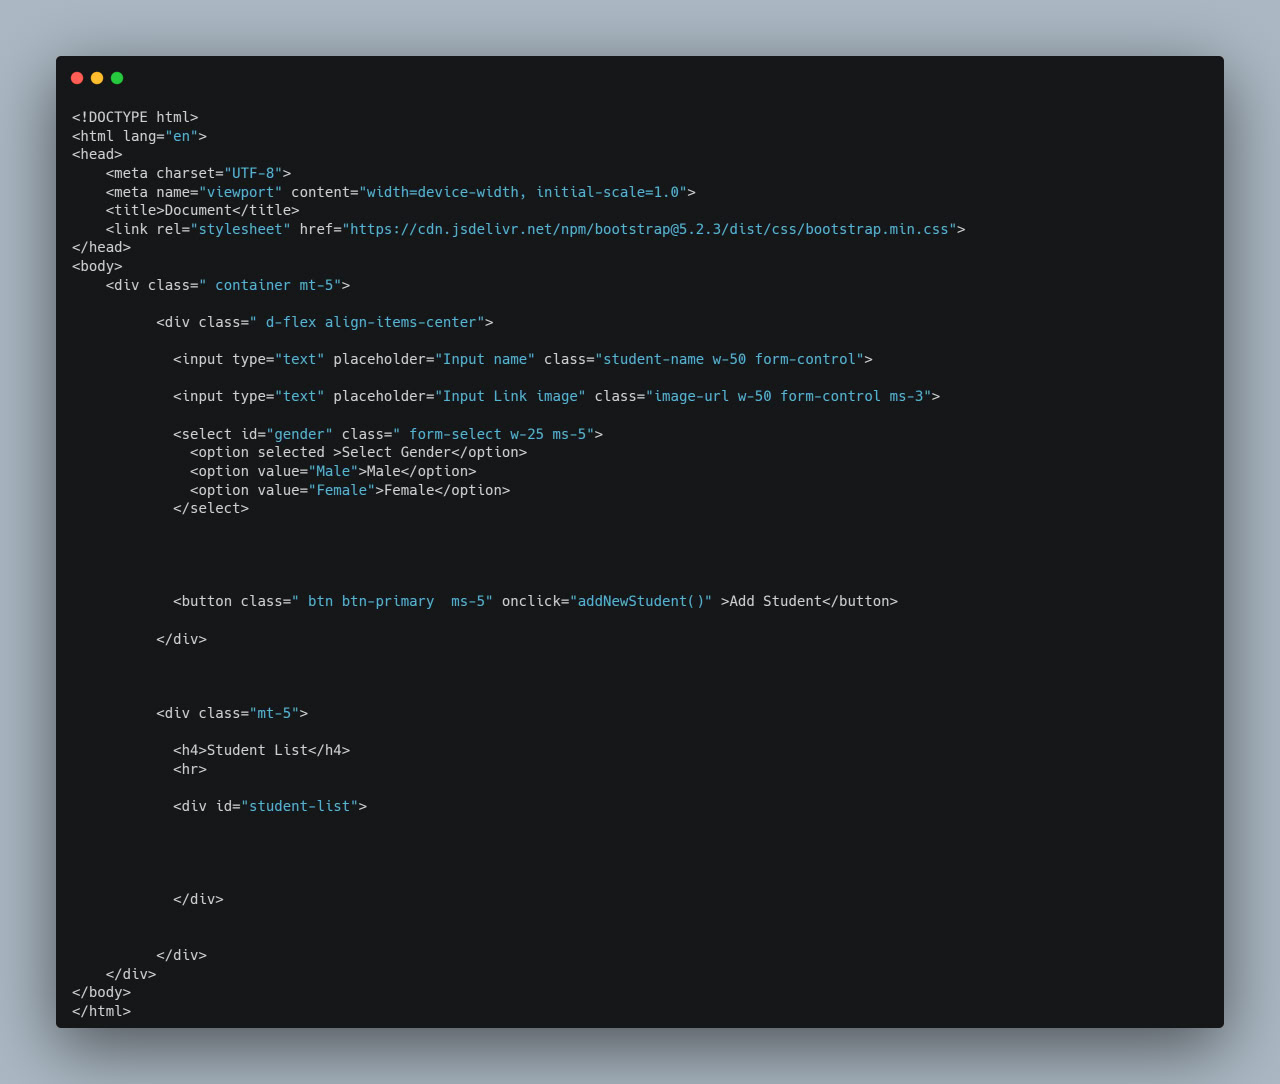 <!DOCTYPE html>
<html lang="en">
<head>
    <meta charset="UTF-8">
    <meta name="viewport" content="width=device-width, initial-scale=1.0">
    <title>Document</title>
    <link rel="stylesheet" href="https://cdn.jsdelivr.net/npm/bootstrap@5.2.3/dist/css/bootstrap.min.css">
</head>
<body>
    <div class=" container mt-5">
          <div class=" d-flex align-items-center">
            <input type="text" placeholder="Input name" class="student-name w-50 form-control">
            <input type="text" placeholder="Input Link image" class="image-url w-50 form-control ms-3">
            <select id="gender" class=" form-select w-25 ms-5">
              <option selected >Select Gender</option>
              <option value="Male">Male</option>
              <option value="Female">Female</option>
            </select>
            <button class=" btn btn-primary  ms-5" onclick="addNewStudent()" >Add Student</button>
          </div>
          <div class="mt-5">
            <h4>Student List</h4>
            <hr>
            <div id="student-list">
            </div>
          </div>
    </div>
</body>
</html>